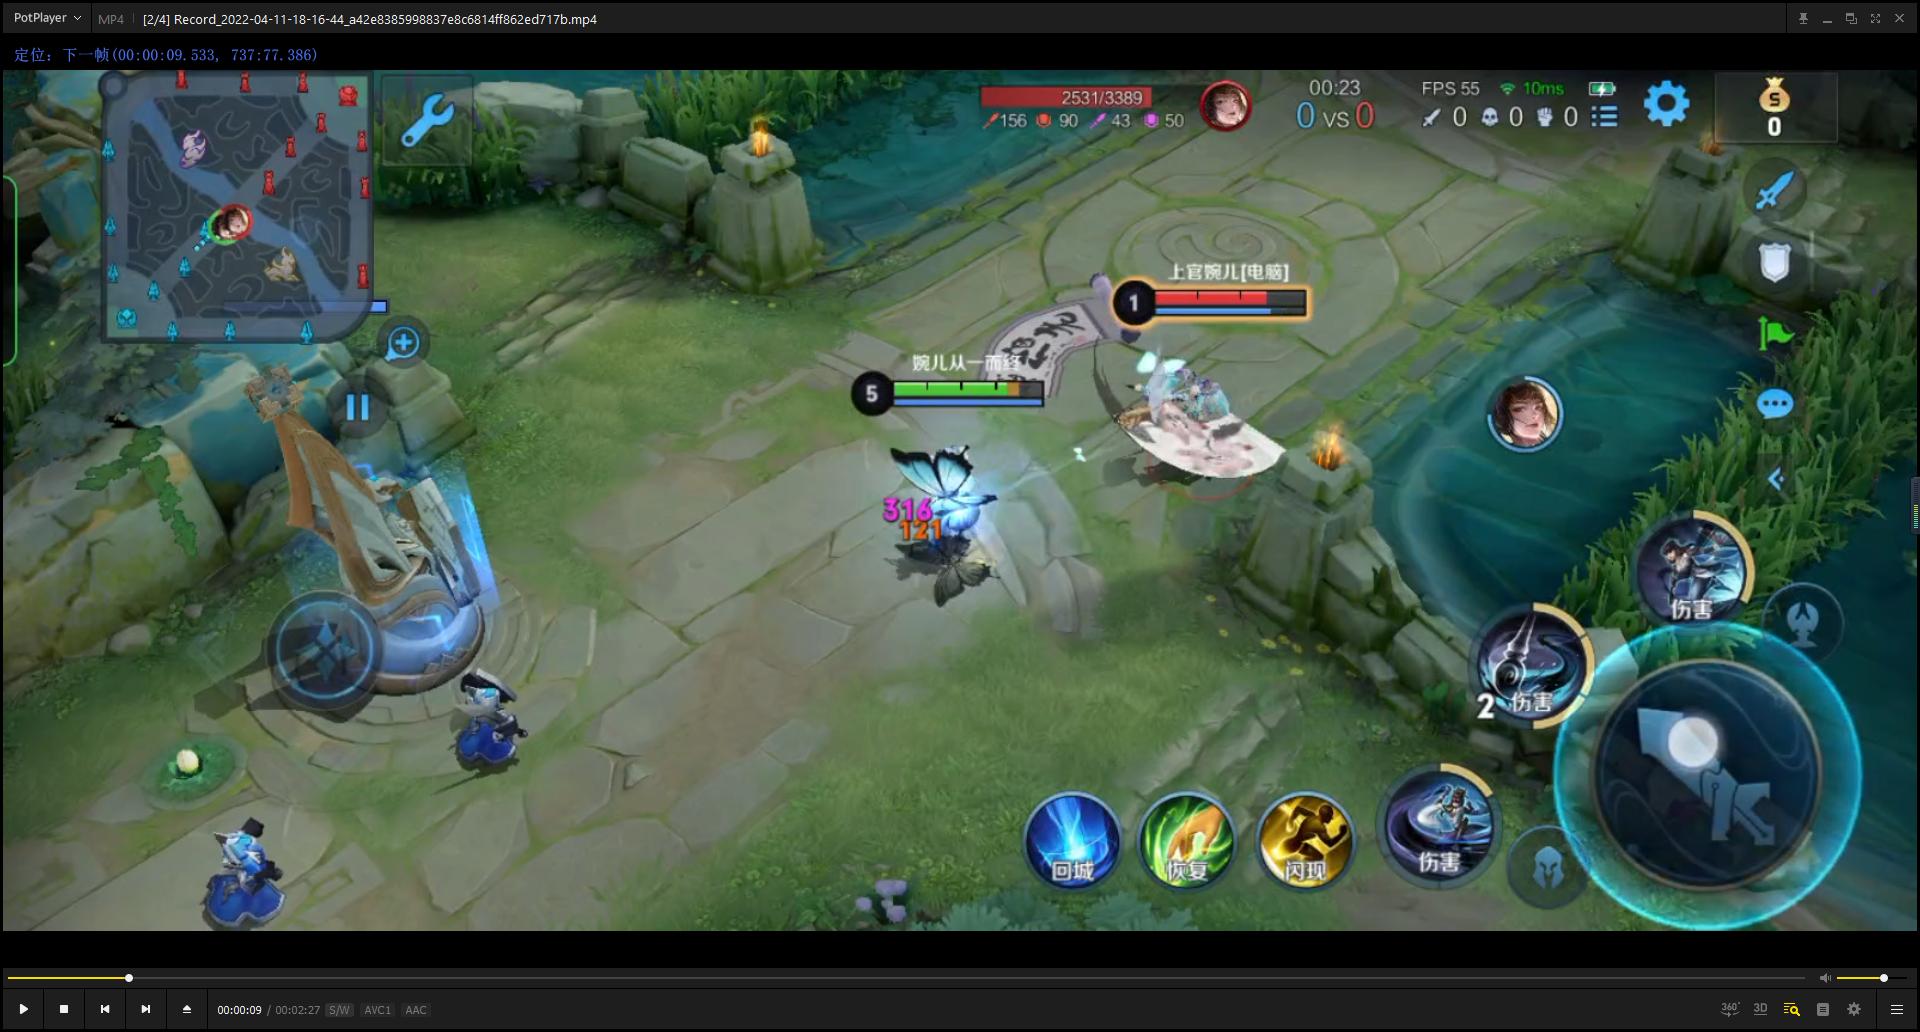 PotPlayer
MP4
[2/4] Record_2022-04-11-18-16-44_a42e8385998837e8c6814ff862ed717b.mp4
定位：下一帧(00:00:09.533, 737:77.386)
2531/3389
156 90 43 50
00:23
0 VS 0
FPS 55 10ms
0 0 0
S
0
上官婉儿[电脑]
1
婉儿从一而终
5
316
121
伤害
2 伤害
伤害
回城
恢复
闪现
00:00:09 / 00:02:27 S/W AVC1 AAC
360° 3D